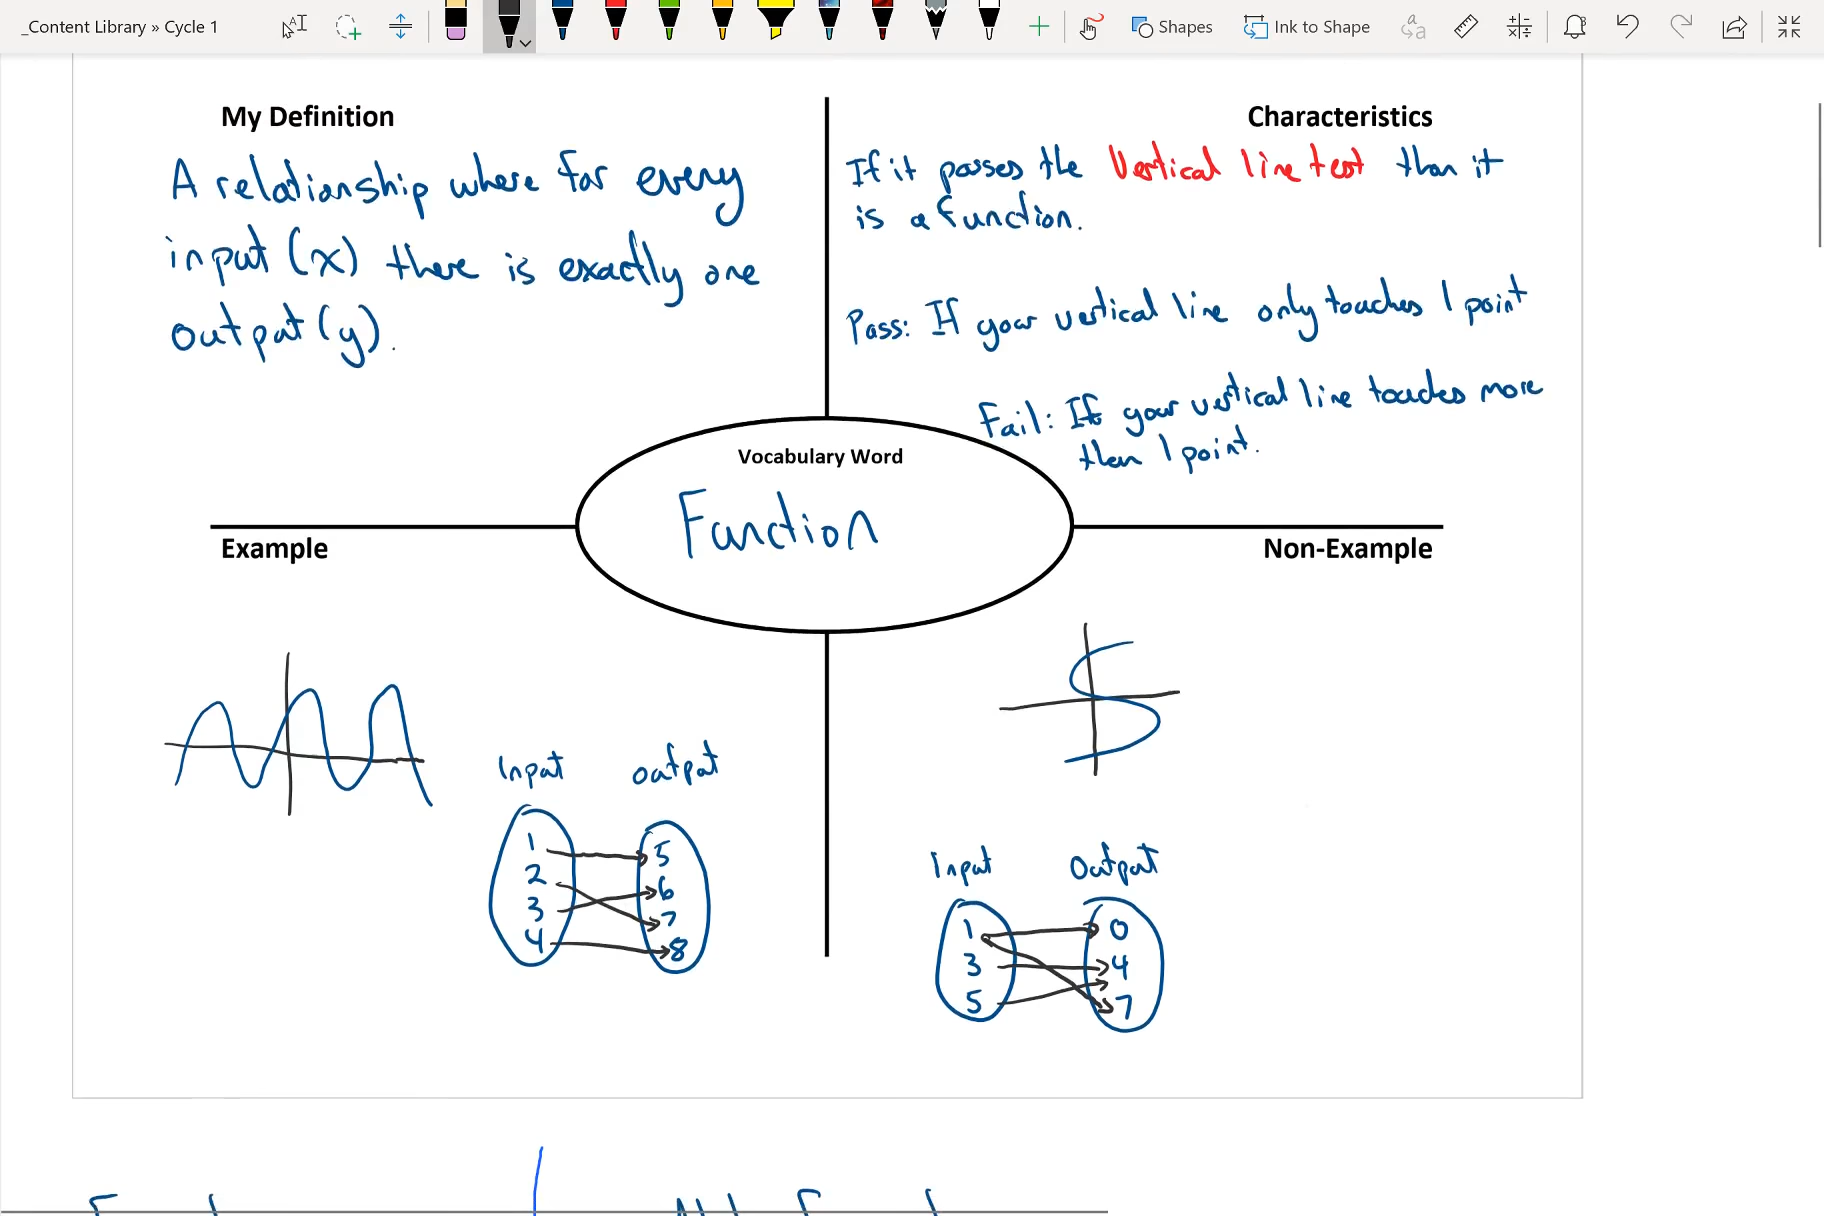 _Content Library » Cycle 1
Shapes
Ink to Shape
My Definition
A relationship where for every
input (x) there is exactly one
output (y).
Characteristics
If it passes the Vertical line test than it
is a function.
Pass: If your vertical line only touches 1 point
Fail: If your vertical line touches more
then 1 point.
Vocabulary Word
Function
Example
Input output
1 5
2 6
3 7
4 8
Non-Example
Input Output
1 0
3 4
5 7